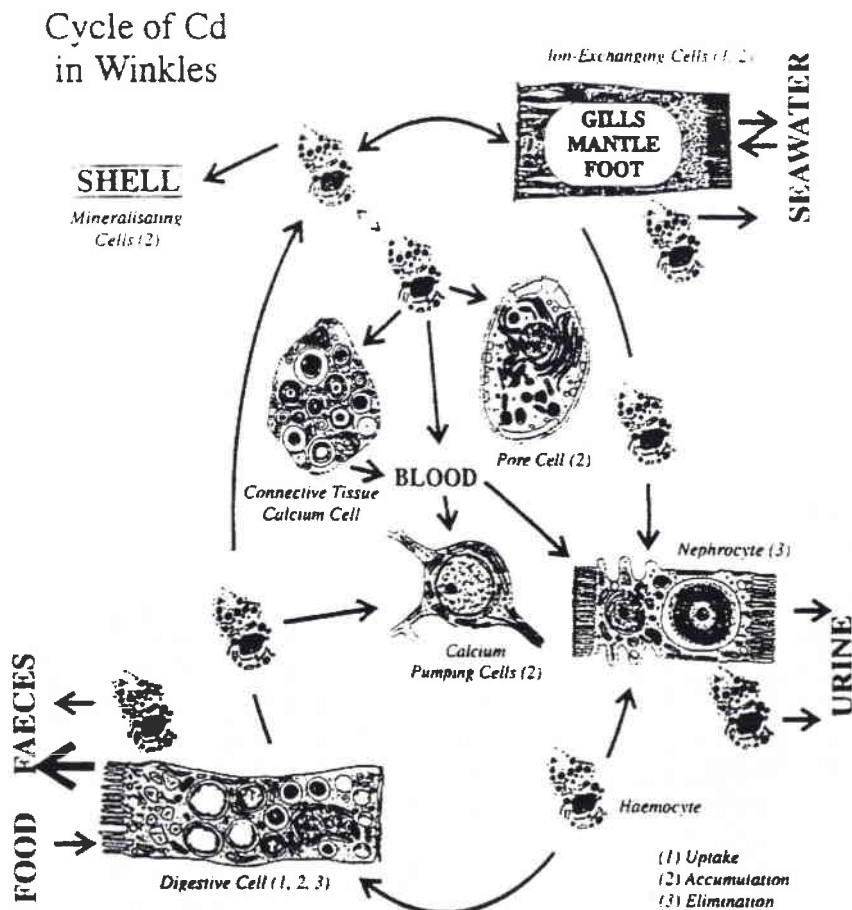 Cycle of Cd
in Winkles
Ion-Exchanging Cells (1, 2)
GILLS
MANTLE
FOOT
SEAWATER
SHELL
Mineralisating
Cells (2)
Connective Tissue
Calcium Cell
BLOOD
Pore Cell (2)
Nephrocyte (3)
Calcium
Pumping Cells (2)
URINE
FAECES
FOOD
Haemocyte
Digestive Cell (1, 2, 3)
(1) Uptake
(2) Accumulation
(3) Elimination